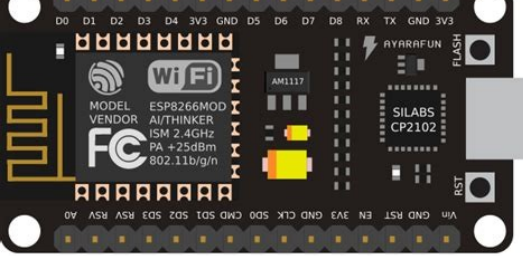 D0 D1 D2 D3 D4 3V3 GND D5 D6 D7 D8 RX TX GND 3V3
AYARAFUN
FLASH
WiFi
AM1117
MODEL ESP8266MOD
VENDOR AI/THINKER
ISM 2.4GHz
PA +25dBm
802.11b/g/n
FC
SILABS
CP2102
RST
A0 RSV RSV SD3 SD2 SD1 CMD SD0 CLK GND 3V3 EN RST GND Vin